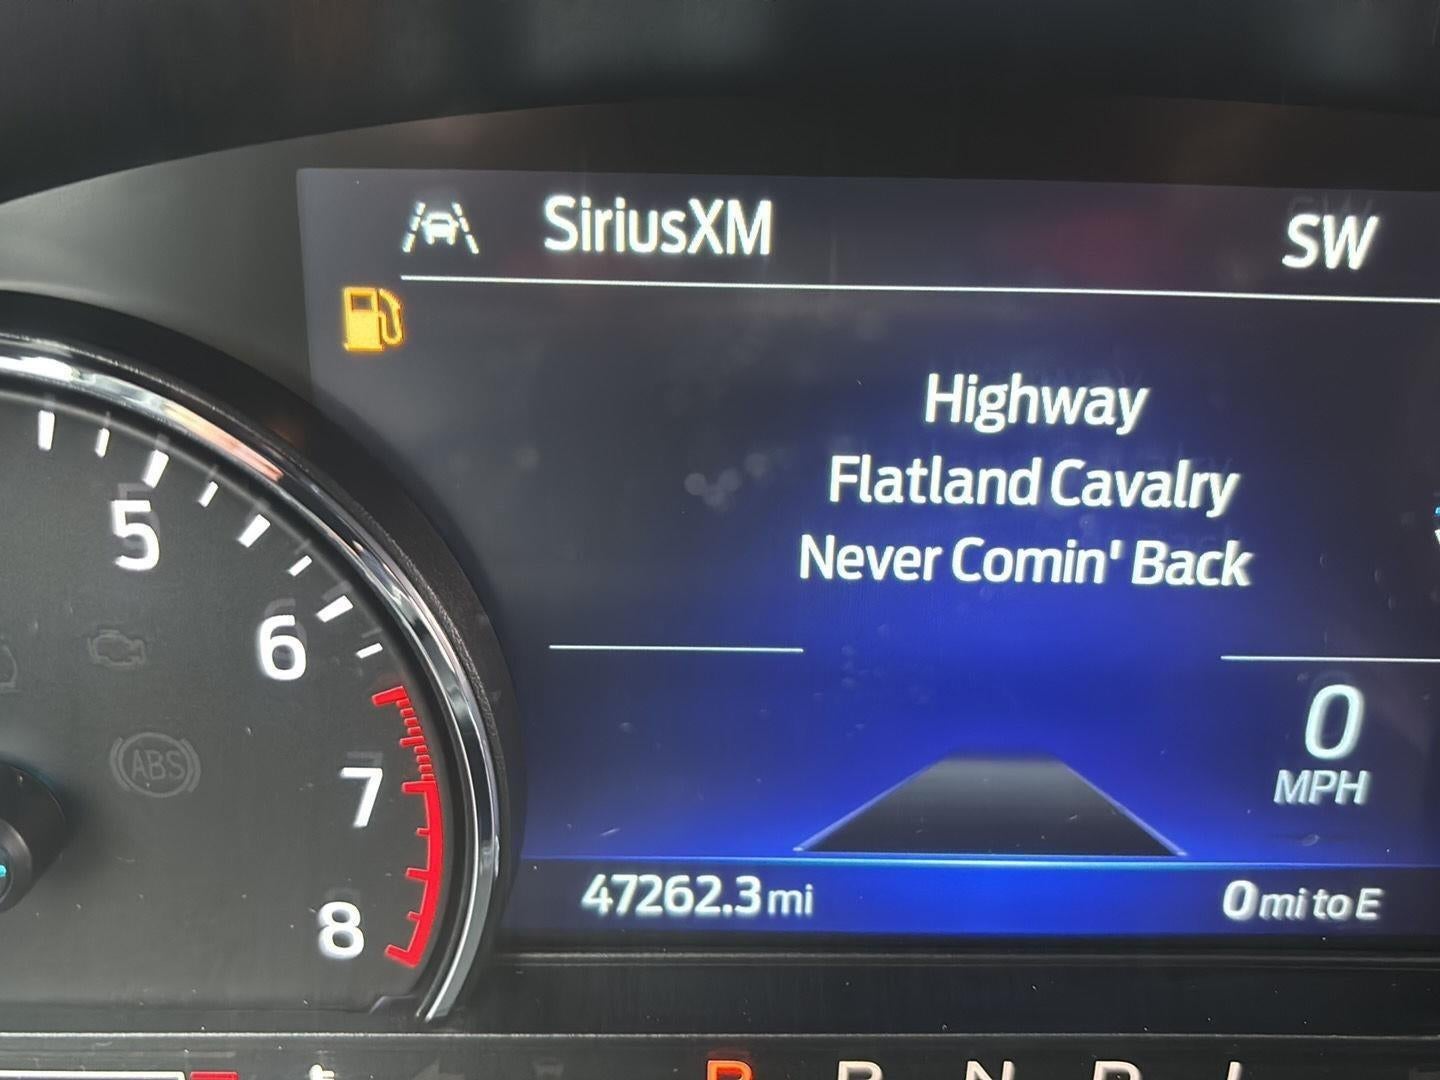 SiriusXM
SW
Highway
Flatland Cavalry
Never Comin' Back
5
6
7
8
ABS
0
MPH
47262.3 mi
0 mi to E
P R N D L